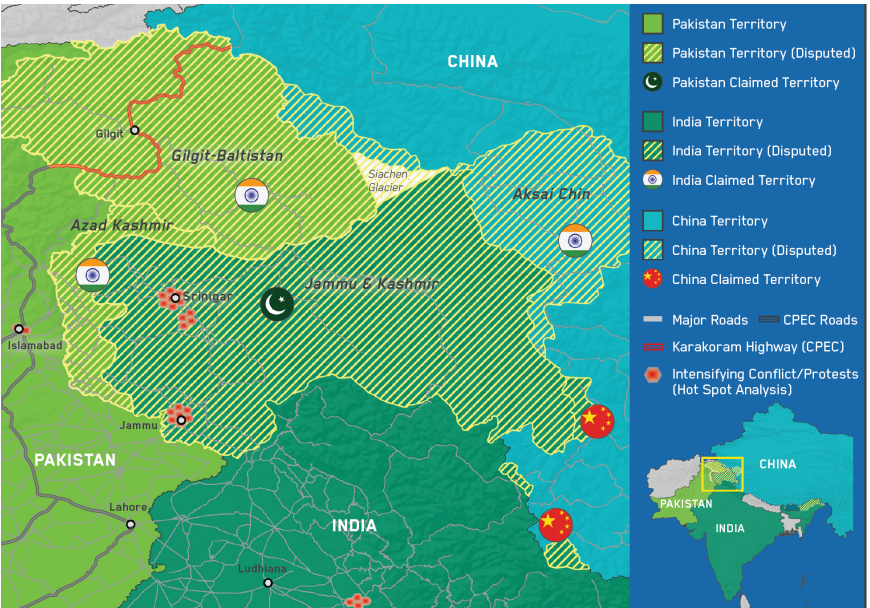 CHINA
Gilgit
Gilgit-Baltistan
Siachen
Glacier
Aksai Chin
Azad Kashmir
Jammu & Kashmir
Srinigar
Islamabad
Jammu
PAKISTAN
Lahore
INDIA
Ludhiana
Pakistan Territory
Pakistan Territory (Disputed)
Pakistan Claimed Territory
India Territory
India Territory (Disputed)
India Claimed Territory
China Territory
China Territory (Disputed)
China Claimed Territory
Major Roads
CPEC Roads
Karakoram Highway (CPEC)
Intensifying Conflict/Protests
(Hot Spot Analysis)
CHINA
PAKISTAN
INDIA